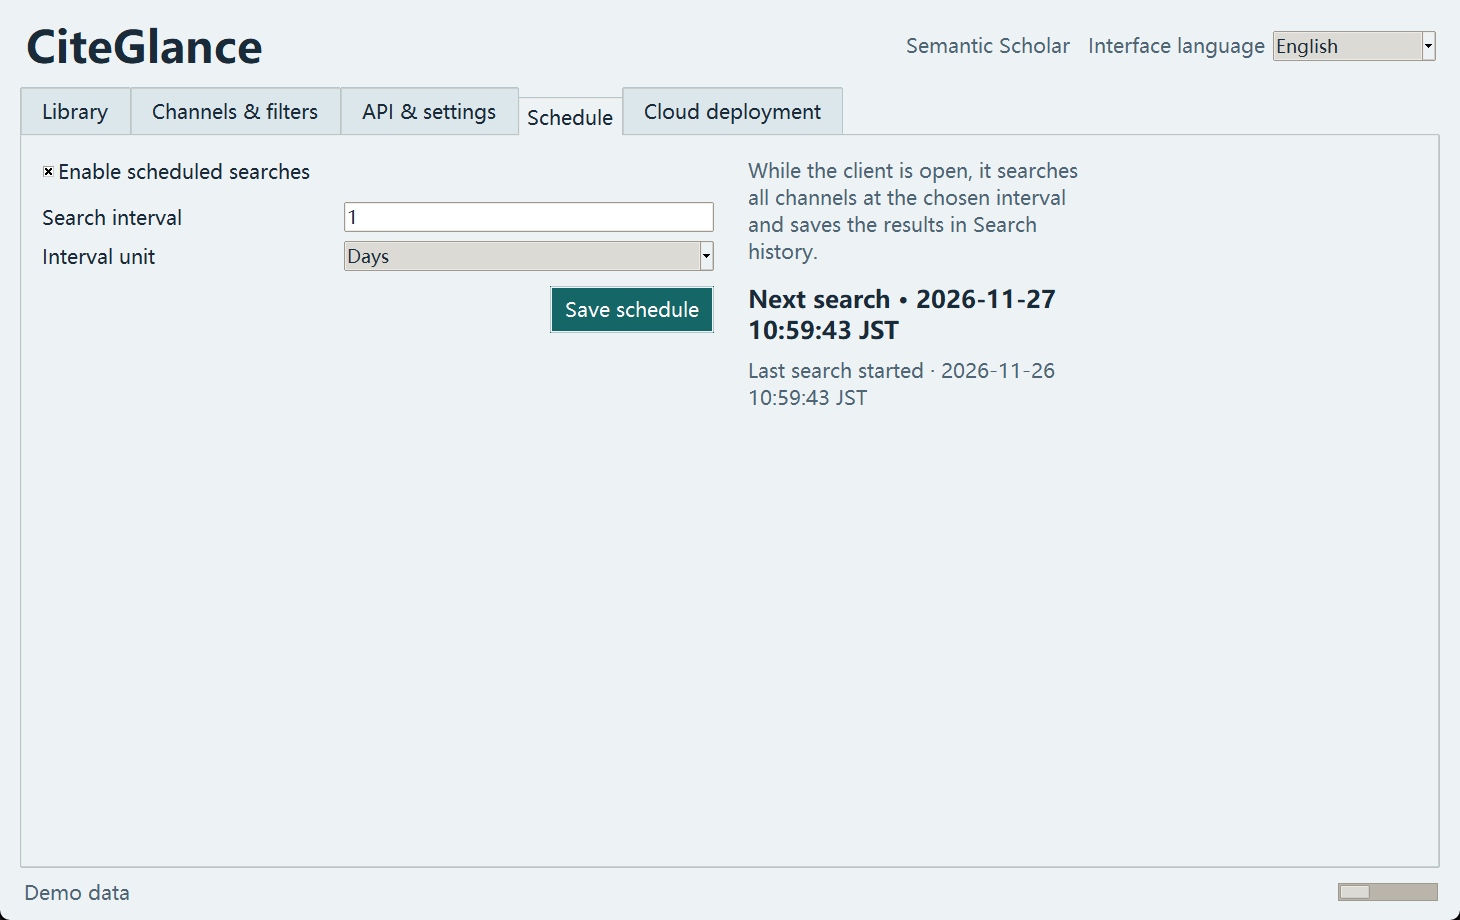 CiteGlance
Semantic Scholar
Interface language
English
Library
Channels & filters
API & settings
Schedule
Cloud deployment
Enable scheduled searches
Search interval
1
Interval unit
Days
Save schedule
While the client is open, it searches
all channels at the chosen interval
and saves the results in Search
history.
Next search • 2026-11-27
10:59:43 JST
Last search started · 2026-11-26
10:59:43 JST
Demo data